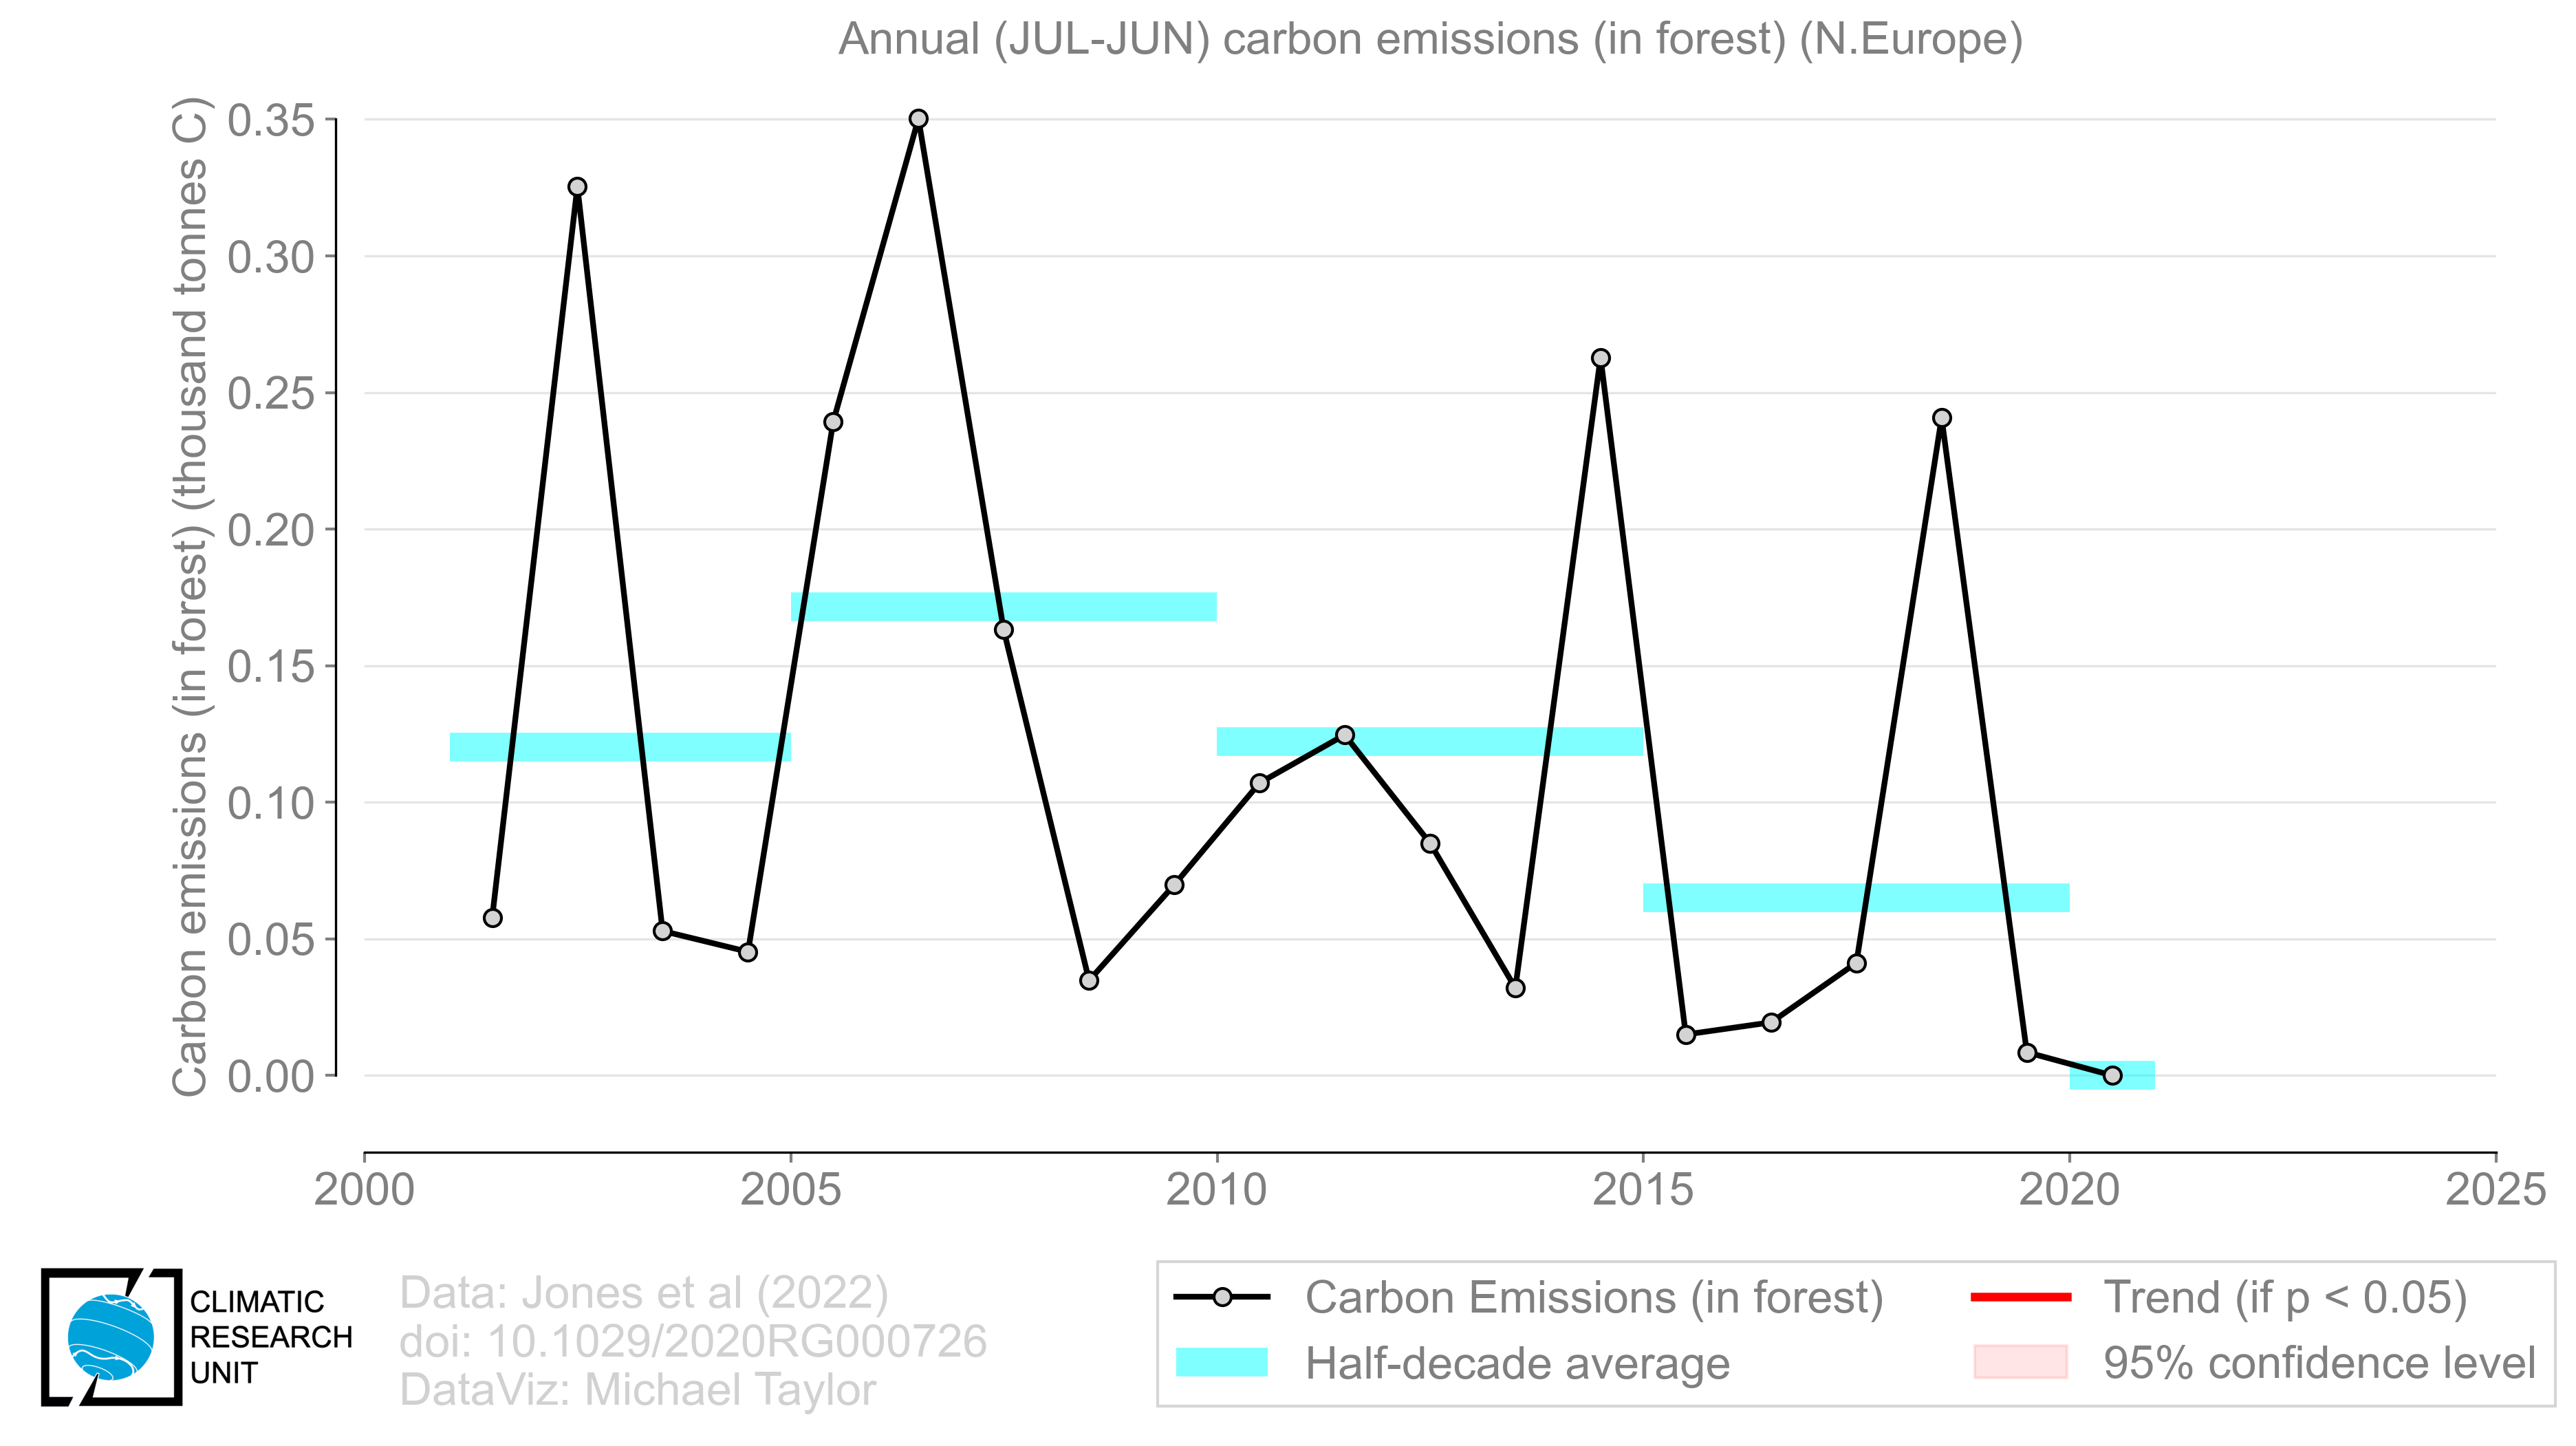 Annual (JUL-JUN) carbon emissions (in forest) (N.Europe)
Carbon emissions (in forest) (thousand tonnes C)
0.35
0.30
0.25
0.20
0.15
0.10
0.05
0.00
2000
2005
2010
2015
2020
2025
CLIMATIC
RESEARCH
UNIT
Data: Jones et al (2022)
doi: 10.1029/2020RG000726
DataViz: Michael Taylor
Carbon Emissions (in forest)
Half-decade average
Trend (if p < 0.05)
95% confidence level